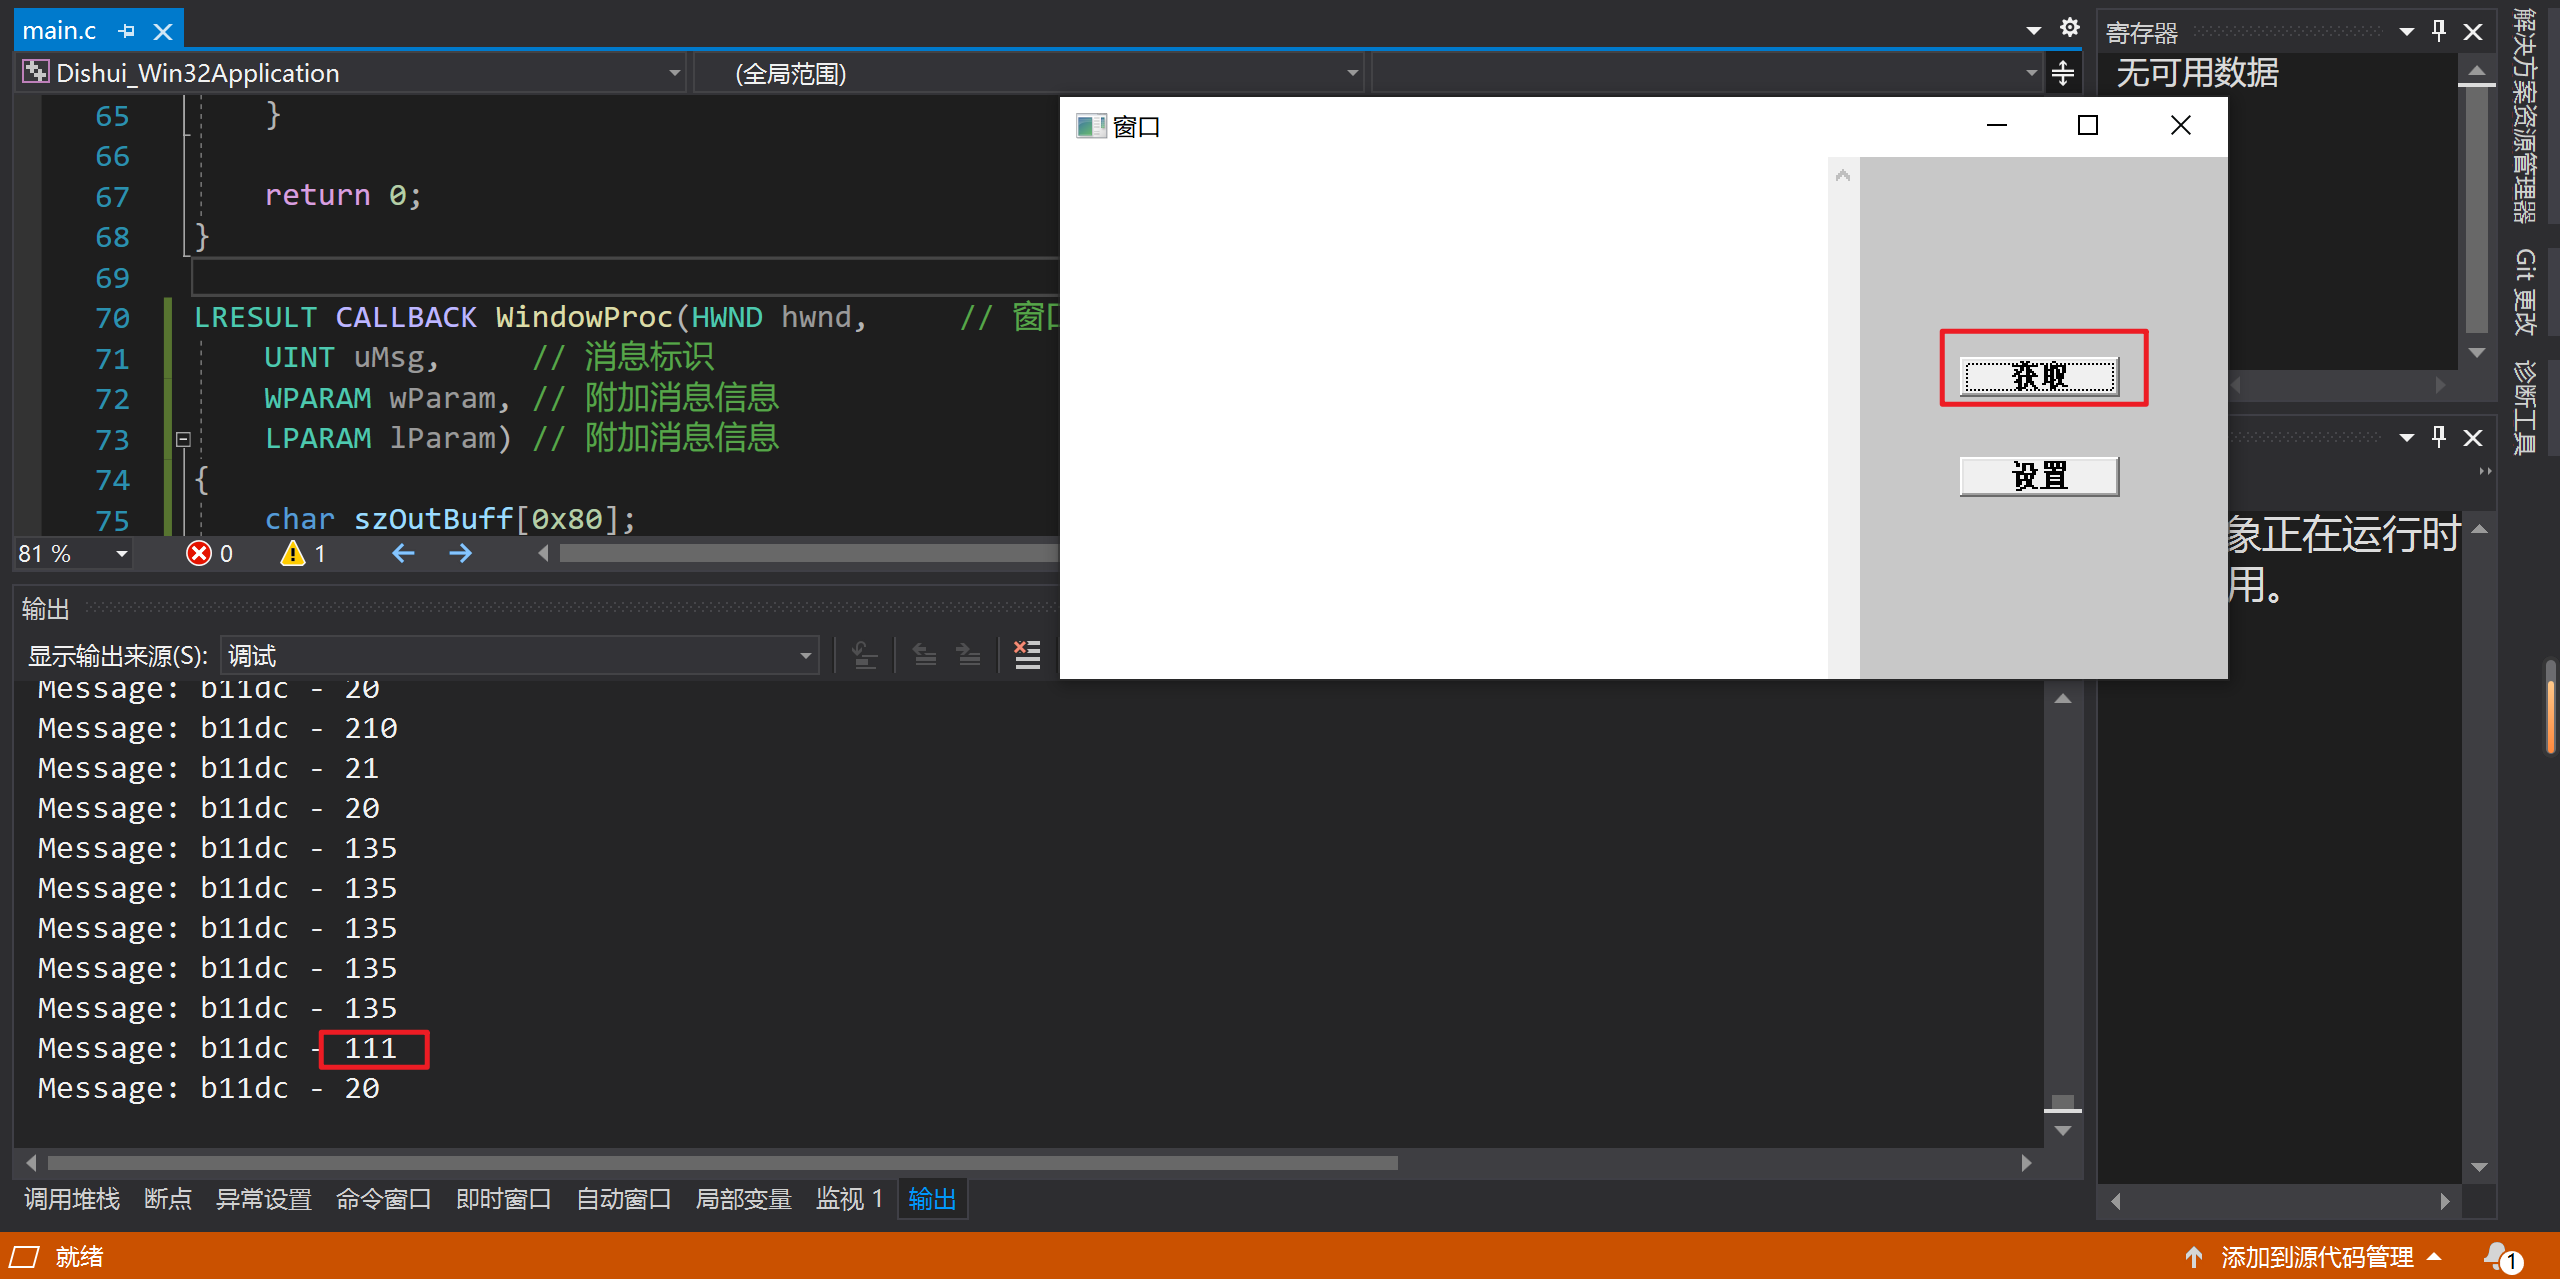 main.c
Dishui_Win32Application
(全局范围)
65 }
66
67 return 0;
68 }
69
70 LRESULT CALLBACK WindowProc(HWND hwnd, // 窗口
71 UINT uMsg, // 消息标识
72 WPARAM wParam, // 附加消息信息
73 LPARAM lParam) // 附加消息信息
74 {
75 char szOutBuff[0x80];
81 %
0
1
窗口
获取
设置
寄存器
无可用数据
象正在运行时
用。
解决方案资源管理器
Git 更改
诊断工具
输出
显示输出来源(S): 调试
Message: b11dc - 20
Message: b11dc - 210
Message: b11dc - 21
Message: b11dc - 20
Message: b11dc - 135
Message: b11dc - 135
Message: b11dc - 135
Message: b11dc - 135
Message: b11dc - 135
Message: b11dc - 111
Message: b11dc - 20
调用堆栈 断点 异常设置 命令窗口 即时窗口 自动窗口 局部变量 监视 1 输出
就绪
添加到源代码管理
1